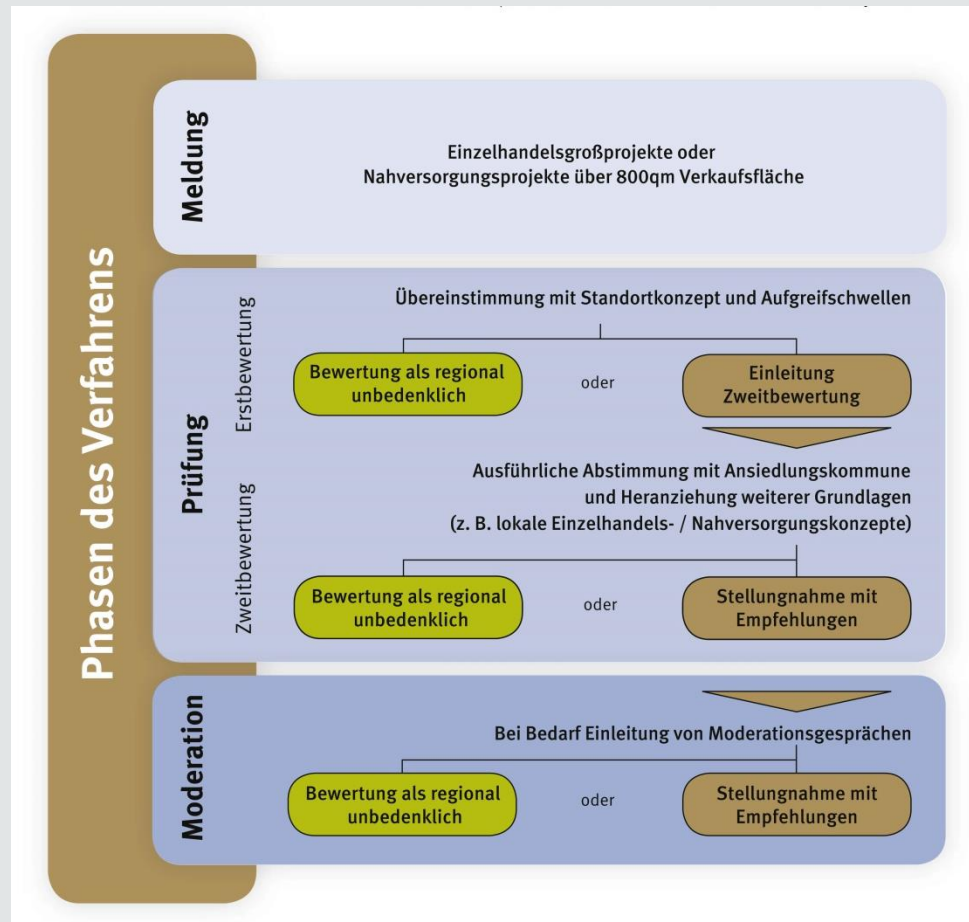 Phasen des Verfahrens
Meldung
Einzelhandelsgroßprojekte oder
Nahversorgungsprojekte über 800qm Verkaufsfläche
Prüfung
Erstbewertung
Übereinstimmung mit Standortkonzept und Aufgreifschwellen
Bewertung als regional
unbedenklich
oder
Einleitung
Zweitbewertung
Zweitbewertung
Ausführliche Abstimmung mit Ansiedlungskommune
und Heranziehung weiterer Grundlagen
(z. B. lokale Einzelhandels- / Nahversorgungskonzepte)
Bewertung als regional
unbedenklich
oder
Stellungnahme mit
Empfehlungen
Moderation
Bei Bedarf Einleitung von Moderationsgesprächen
Bewertung als regional
unbedenklich
oder
Stellungnahme mit
Empfehlungen